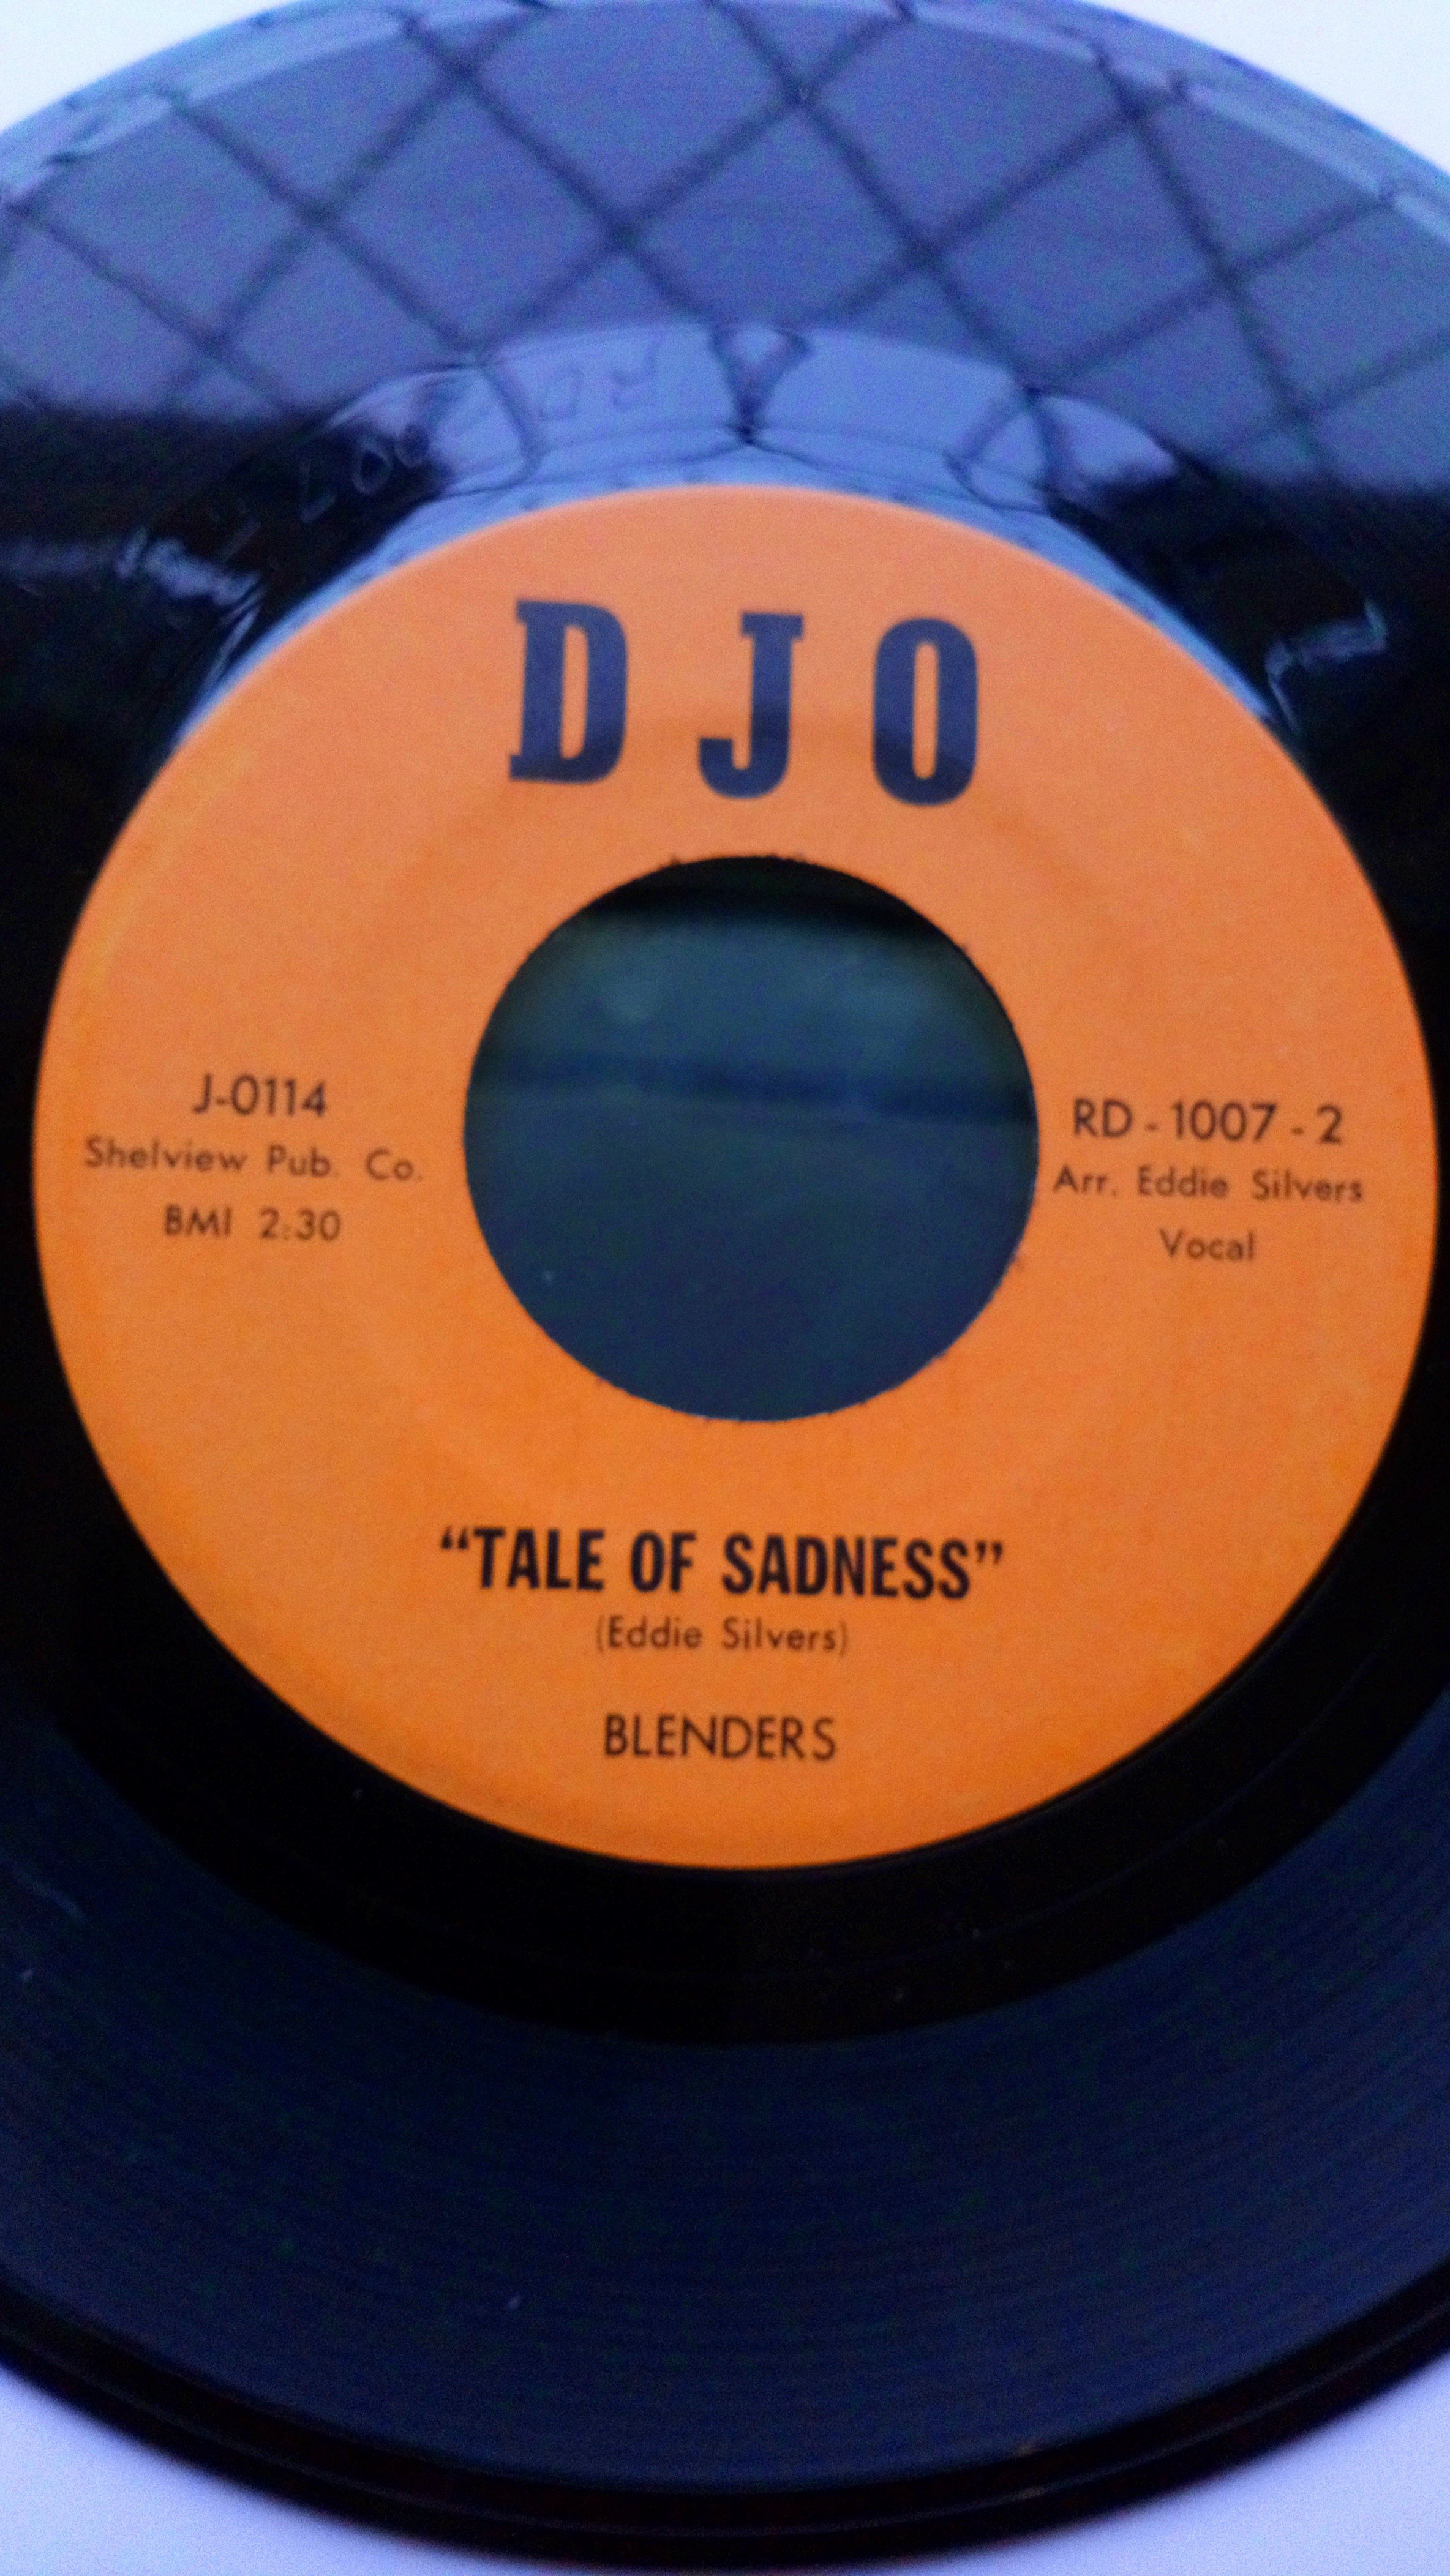 DJO
J-0114
Shelview Pub. Co.
BMI 2:30
RD-1007-2
Arr. Eddie Silvers
Vocal
“TALE OF SADNESS”
(Eddie Silvers)
BLENDERS